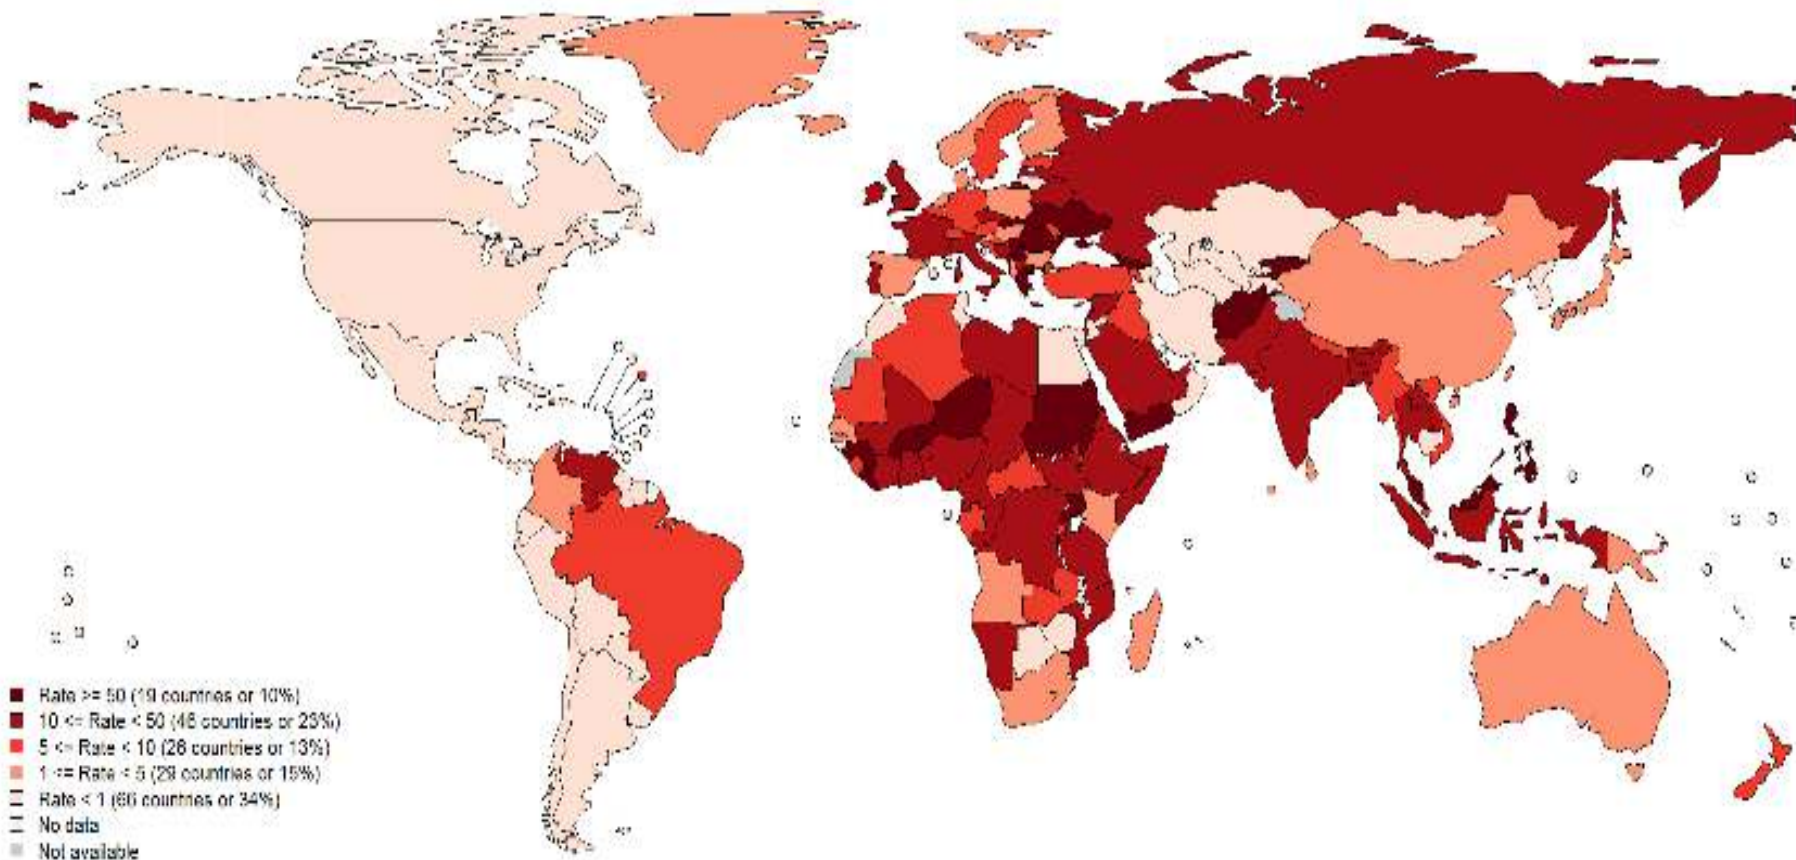 Rate >= 50 (19 countries or 10%)
10 <= Rate < 50 (46 countries or 23%)
5 <= Rate < 10 (26 countries or 13%)
1 <= Rate < 5 (29 countries or 15%)
Rate < 1 (66 countries or 34%)
No data
Not available